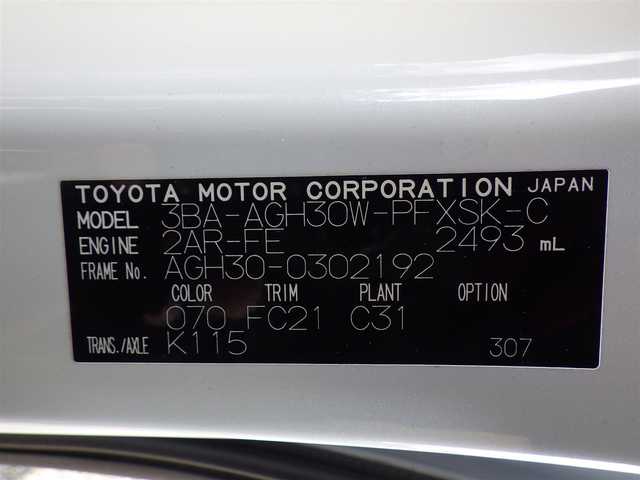 TOYOTA MOTOR CORPORATION JAPAN
MODEL 3BA-AGH30W-PFXSK-C
ENGINE 2AR-FE 2493 mL
FRAME No. AGH30-0302192
COLOR TRIM PLANT OPTION
070 FC21 C31
TRANS./AXLE K115 307